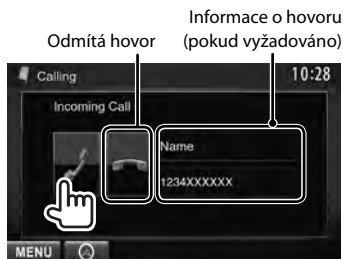 Informace o hovoru
Odmítá hovor (pokud vyžadováno)
Calling 10:28
Incoming Call
Name
1234XXXXXX
MENU